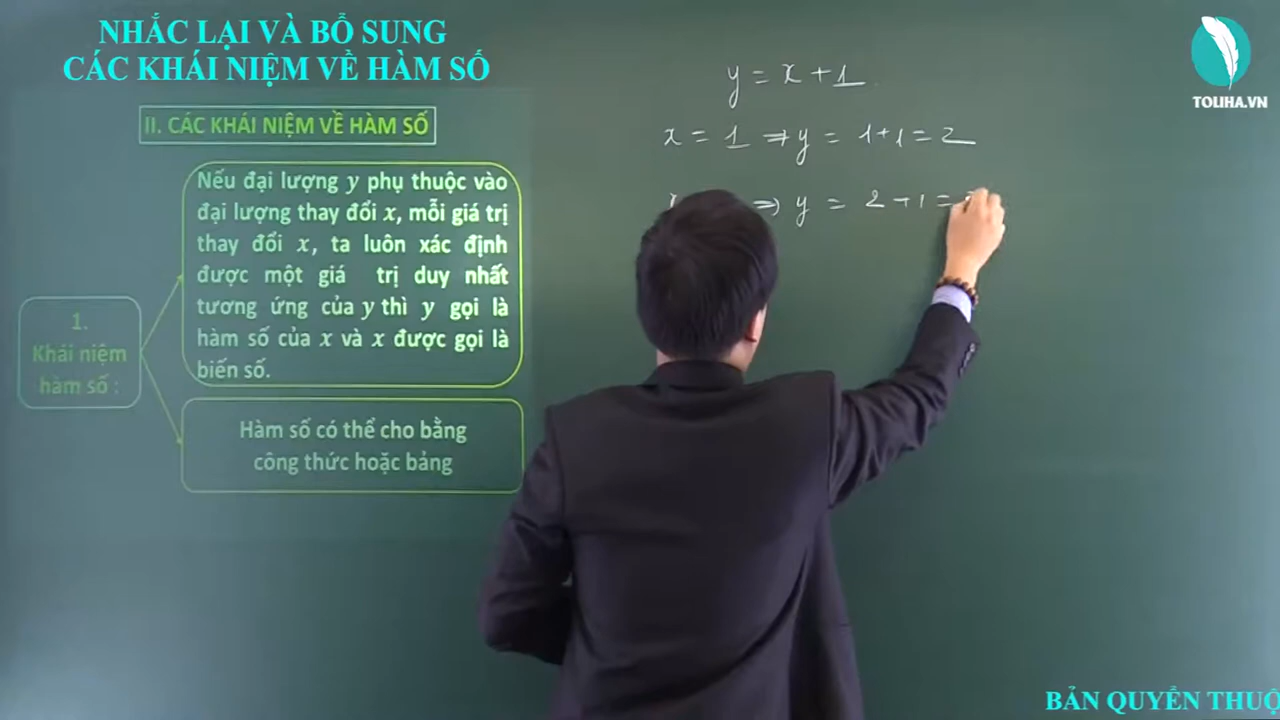 NHẮC LẠI VÀ BỔ SUNG
CÁC KHÁI NIỆM VỀ HÀM SỐ
II. CÁC KHÁI NIỆM VỀ HÀM SỐ
1.
Khái niệm
hàm số :
Nếu đại lượng y phụ thuộc vào
đại lượng thay đổi x, mỗi giá trị
thay đổi x, ta luôn xác định
được một giá trị duy nhất
tương ứng của y thì y gọi là
hàm số của x và x được gọi là
biến số.
Hàm số có thể cho bằng
công thức hoặc bảng
y = x + 1
x = 1 ⇒ y = 1+1 = 2
⇒ y = 2 + 1 =
TOLIHA.VN
BẢN QUYỀN THUỘ